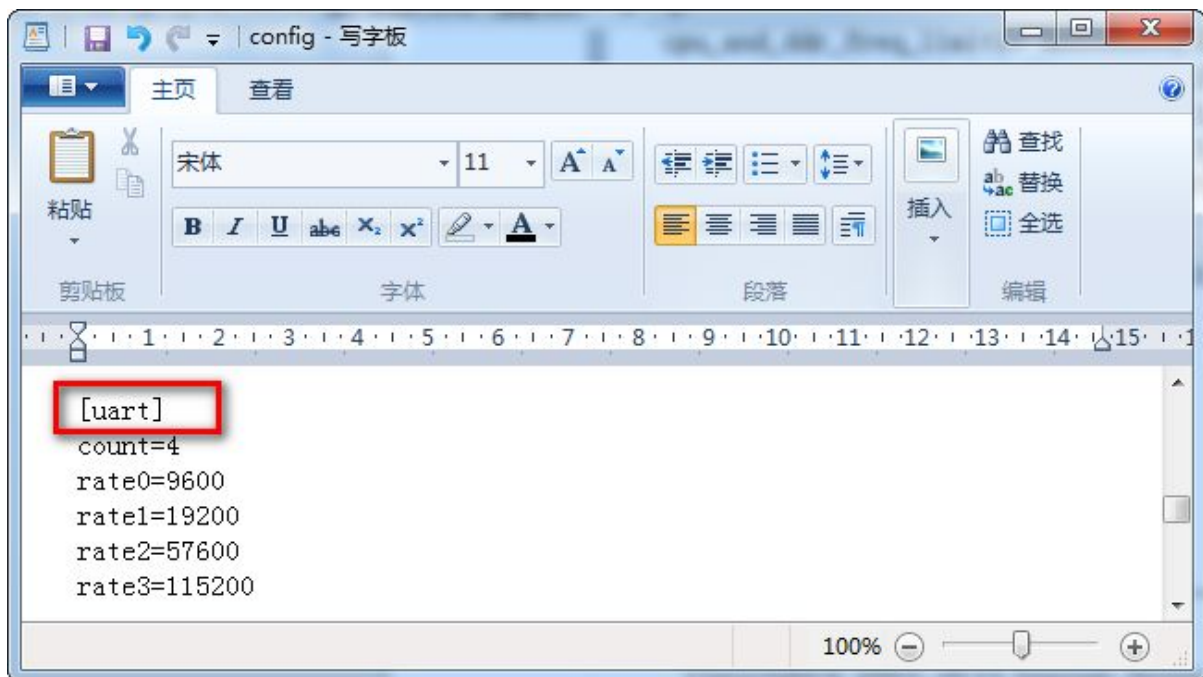 config - 写字板
主页 查看
粘贴
剪贴板
宋体 11 A A
B I U abc X₂ X² A
字体
段落
插入
查找
替换
全选
编辑
1 2 3 4 5 6 7 8 9 10 11 12 13 14 15
[uart]
count=4
rate0=9600
rate1=19200
rate2=57600
rate3=115200
100%